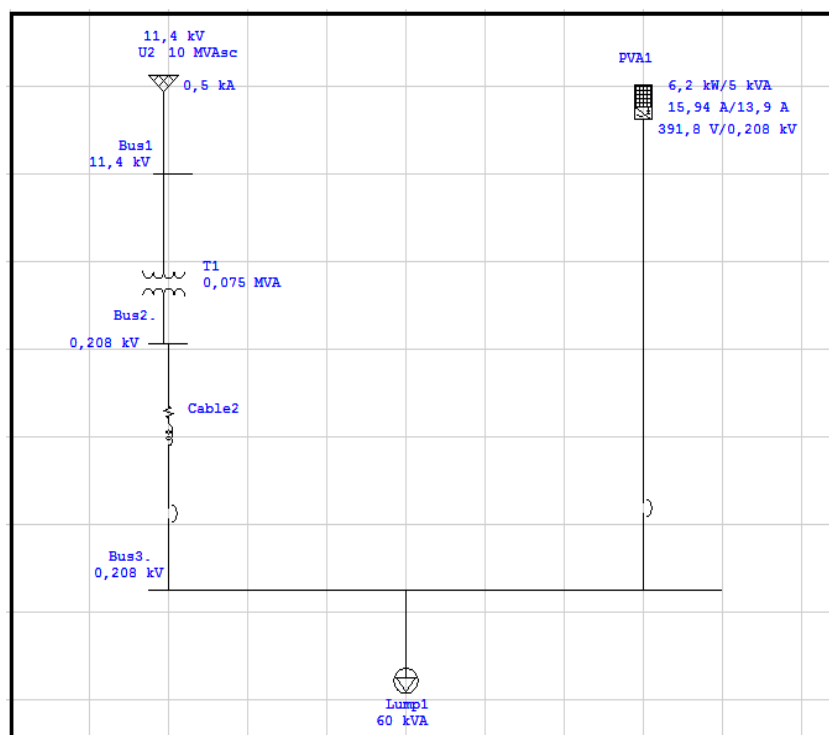 11,4 kV
U2 10 MVAsc
0,5 kA
PVA1
6,2 kW/5 kVA
15,94 A/13,9 A
391,8 V/0,208 kV
Bus1
11,4 kV
T1
0,075 MVA
Bus2.
0,208 kV
Cable2
Bus3.
0,208 kV
Lump1
60 kVA